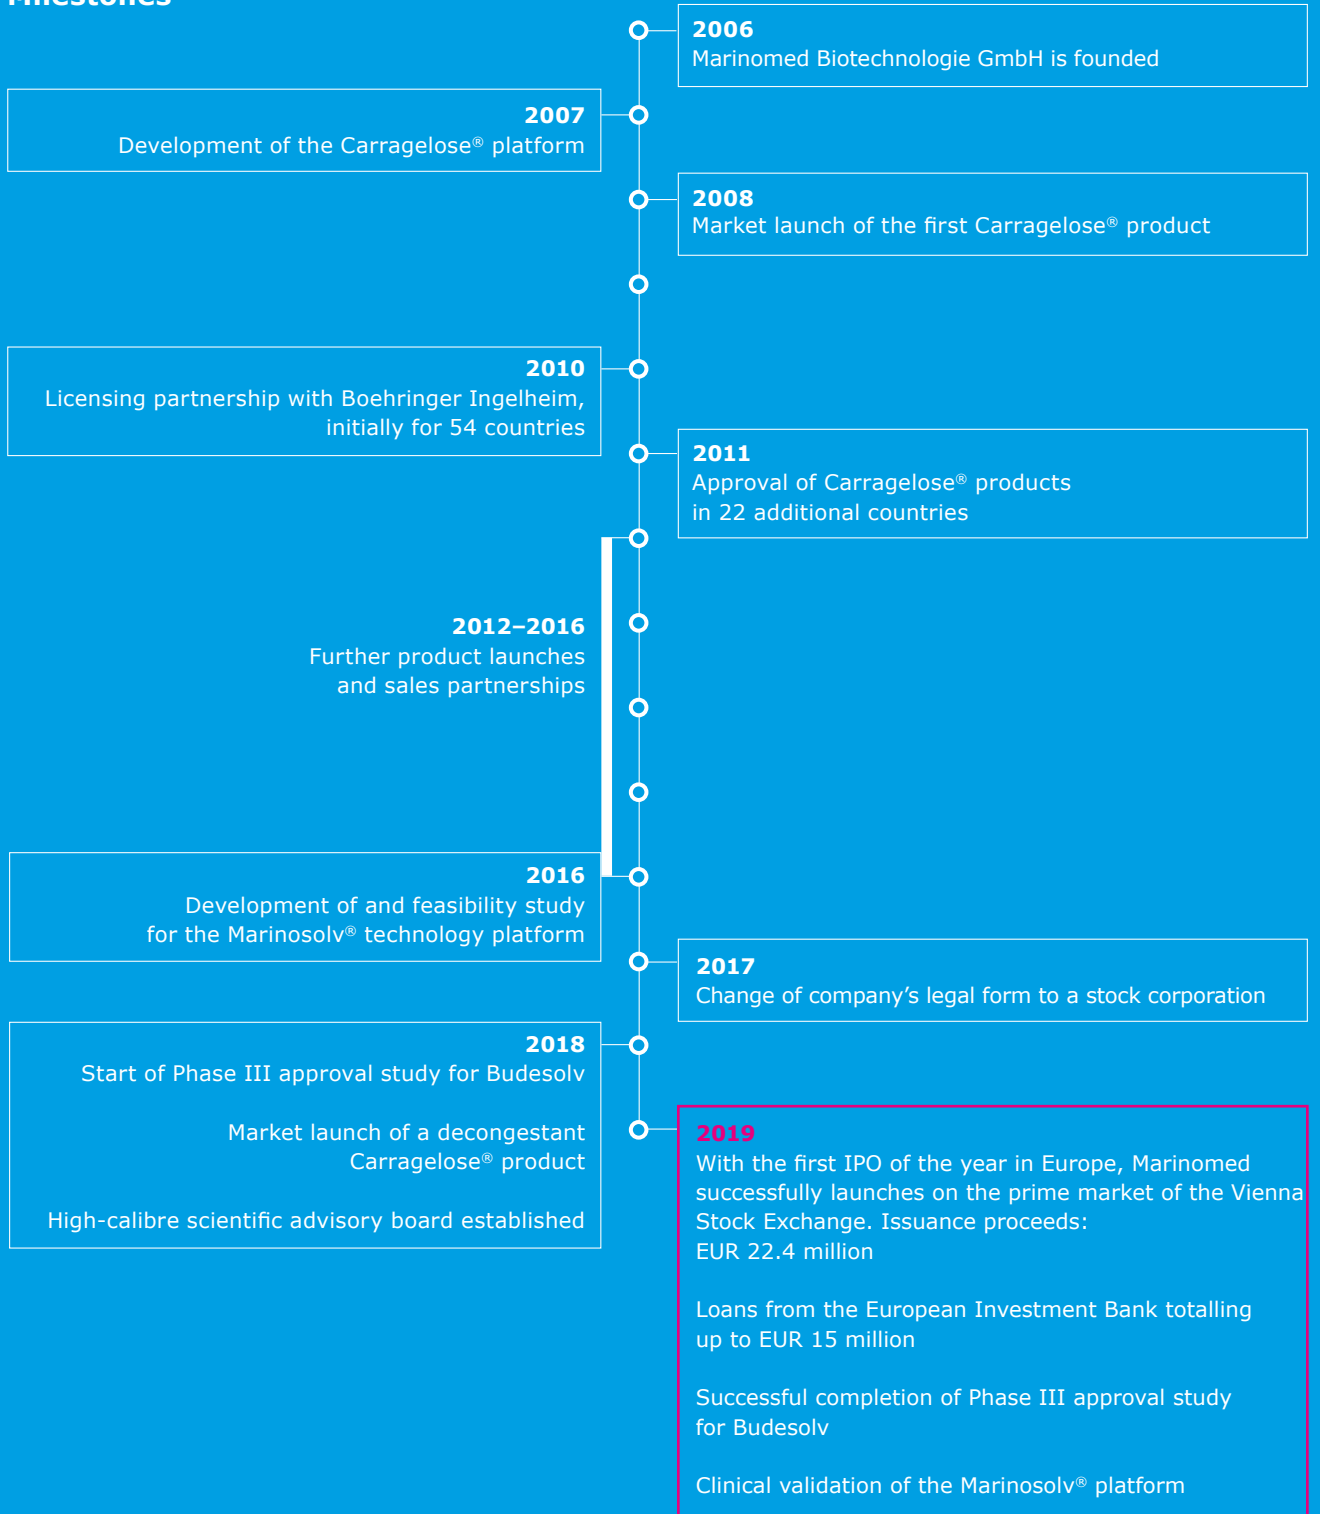 Milestones
2006
Marinomed Biotechnologie GmbH is founded
2007
Development of the Carragelose® platform
2008
Market launch of the first Carragelose® product
2010
Licensing partnership with Boehringer Ingelheim,
initially for 54 countries
2011
Approval of Carragelose® products
in 22 additional countries
2012–2016
Further product launches
and sales partnerships
2016
Development of and feasibility study
for the Marinosolv® technology platform
2017
Change of company’s legal form to a stock corporation
2018
Start of Phase III approval study for Budesolv
Market launch of a decongestant
Carragelose® product
High-calibre scientific advisory board established
2019
With the first IPO of the year in Europe, Marinomed
successfully launches on the prime market of the Vienna
Stock Exchange. Issuance proceeds:
EUR 22.4 million
Loans from the European Investment Bank totalling
up to EUR 15 million
Successful completion of Phase III approval study
for Budesolv
Clinical validation of the Marinosolv® platform